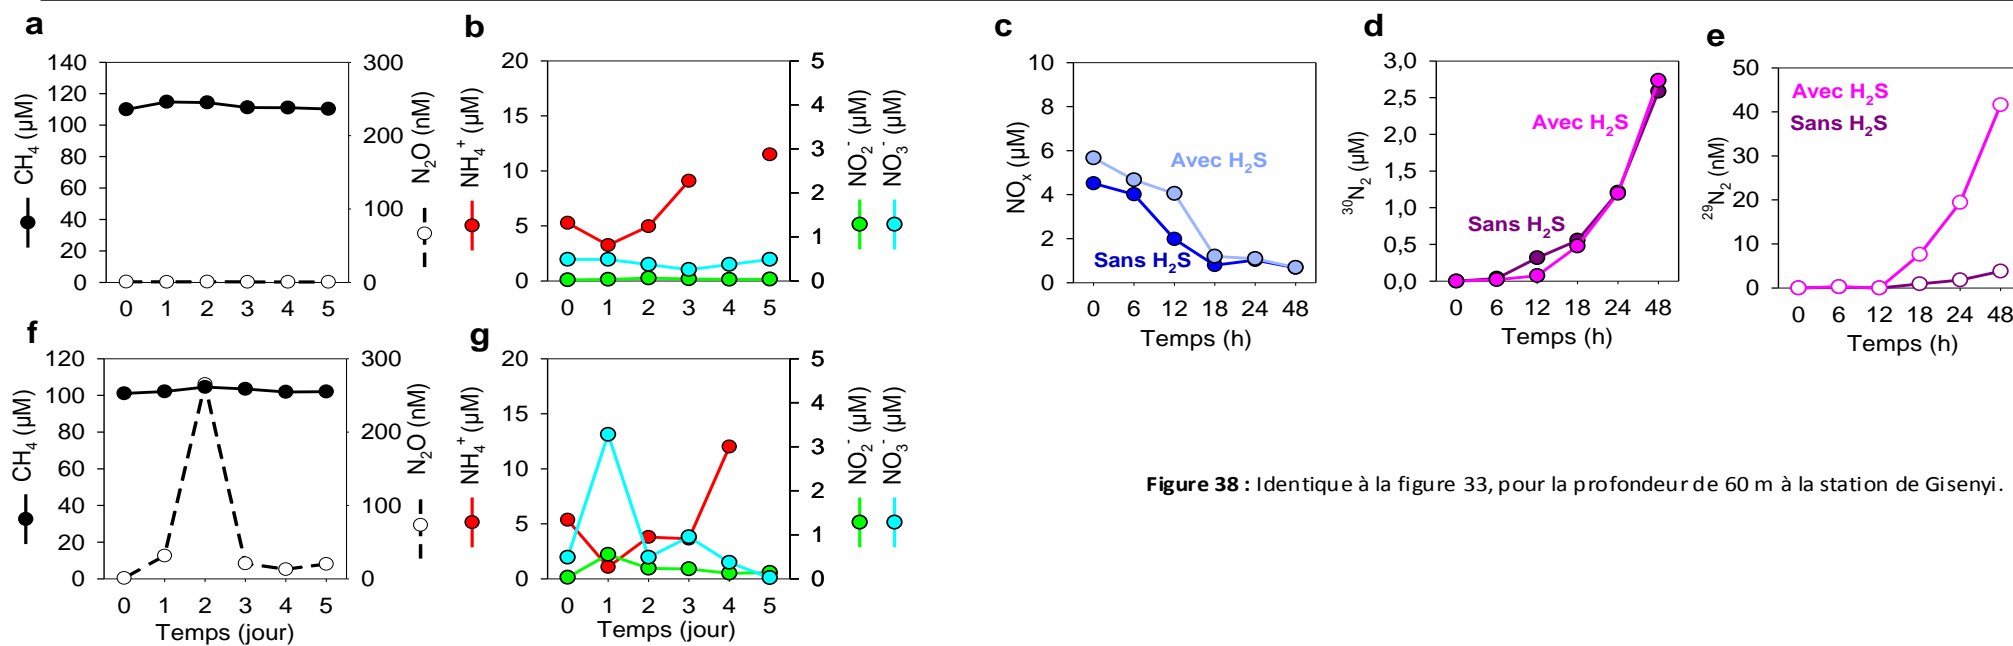 a
140
120
100
80
60
40
20
0
CH₄ (µM)
300
200
100
0
N₂O (nM)
0 1 2 3 4 5
b
20
15
10
5
0
NH₄⁺ (µM)
5
4
3
2
1
0
NO₂⁻ (µM)
NO₃⁻ (µM)
0 1 2 3 4 5
c
10
8
6
4
2
0
NOₓ (µM)
Avec H₂S
Sans H₂S
0 6 12 18 24 48
Temps (h)
d
3,0
2,5
2,0
1,5
1,0
0,5
0,0
³⁰N₂ (µM)
Avec H₂S
Sans H₂S
0 6 12 18 24 48
Temps (h)
e
50
40
30
20
10
0
²⁹N₂ (nM)
Avec H₂S
Sans H₂S
0 6 12 18 24 48
Temps (h)
f
120
100
80
60
40
20
0
CH₄ (µM)
300
200
100
0
N₂O (nM)
0 1 2 3 4 5
Temps (jour)
g
20
15
10
5
0
NH₄⁺ (µM)
5
4
3
2
1
0
NO₂⁻ (µM)
NO₃⁻ (µM)
0 1 2 3 4 5
Temps (jour)
Figure 38 : Identique à la figure 33, pour la profondeur de 60 m à la station de Gisenyi.